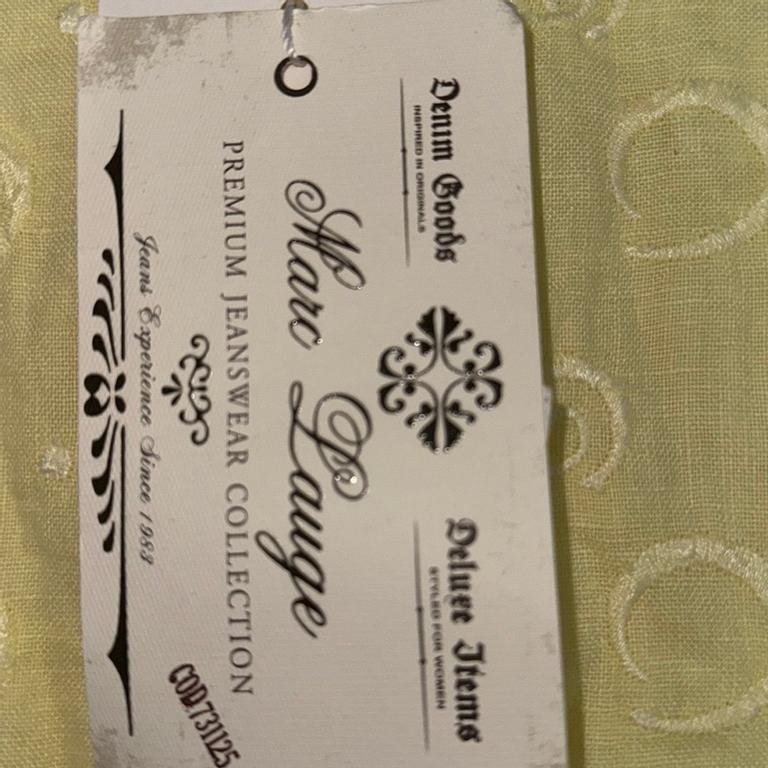 Denim Goods
INSPIRED IN ORIGINALS
Deluxe Items
STYLED FOR WOMEN
Marc Lauge
PREMIUM JEANSWEAR COLLECTION
Jeans Experience Since 1983
COD.731125